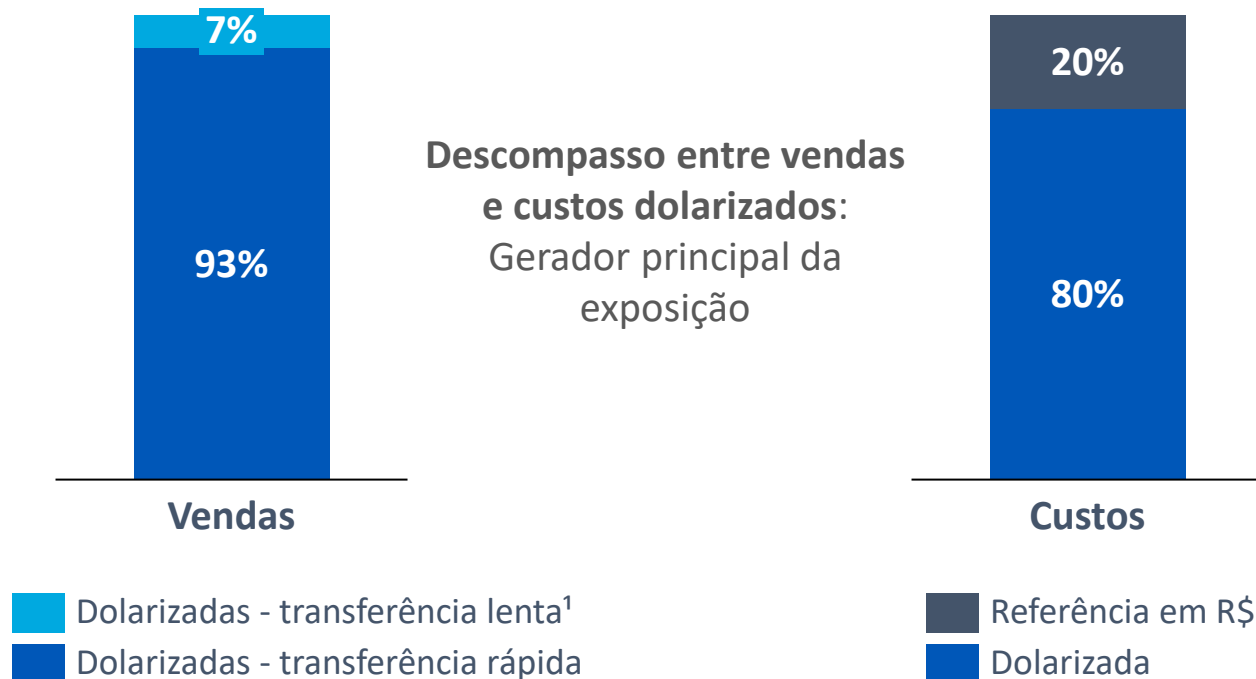 7%
93%
Vendas
Dolarizadas - transferência lenta¹
Dolarizadas - transferência rápida
Descompasso entre vendas
e custos dolarizados:
Gerador principal da
exposição
20%
80%
Custos
Referência em R$
Dolarizada